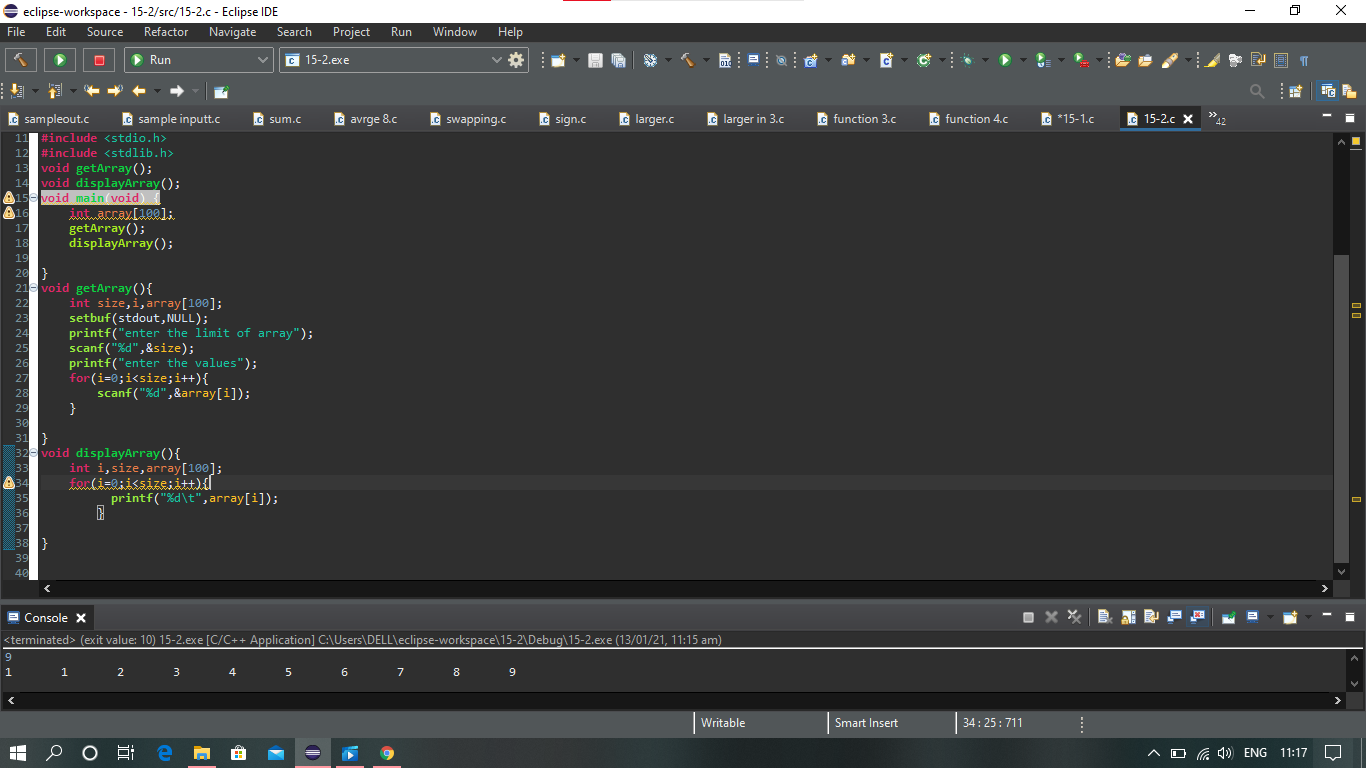 eclipse-workspace - 15-2/src/15-2.c - Eclipse IDE
File Edit Source Refactor Navigate Search Project Run Window Help
Run 15-2.exe
sampleout.c sample inputt.c sum.c avrge 8.c swapping.c sign.c larger.c larger in 3.c function 3.c function 4.c *15-1.c 15-2.c 42
11 #include <stdio.h>
12 #include <stdlib.h>
13 void getArray();
14 void displayArray();
15 void main(void) {
16 int array[100];
17 getArray();
18 displayArray();
19
20 }
21 void getArray(){
22 int size,i,array[100];
23 setbuf(stdout,NULL);
24 printf("enter the limit of array");
25 scanf("%d",&size);
26 printf("enter the values");
27 for(i=0;i<size;i++){
28 scanf("%d",&array[i]);
29 }
30
31 }
32 void displayArray(){
33 int i,size,array[100];
34 for(i=0;i<size;i++){
35 printf("%d\t",array[i]);
36 }
37
38 }
39
40
Console
<terminated> (exit value: 10) 15-2.exe [C/C++ Application] C:\Users\DELL\eclipse-workspace\15-2\Debug\15-2.exe (13/01/21, 11:15 am)
9
1 1 2 3 4 5 6 7 8 9
Writable Smart Insert 34 : 25 : 711
ENG 11:17